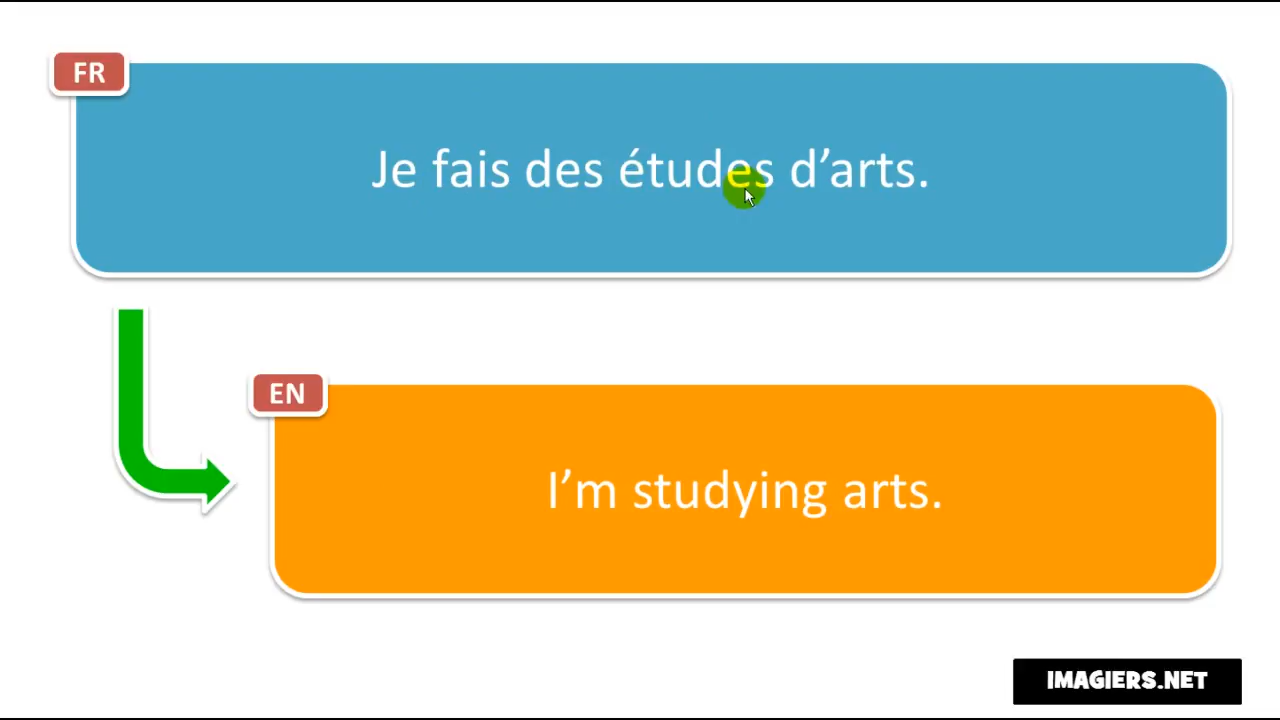 FR
Je fais des études d’arts.
EN
I’m studying arts.
IMAGIERS.NET